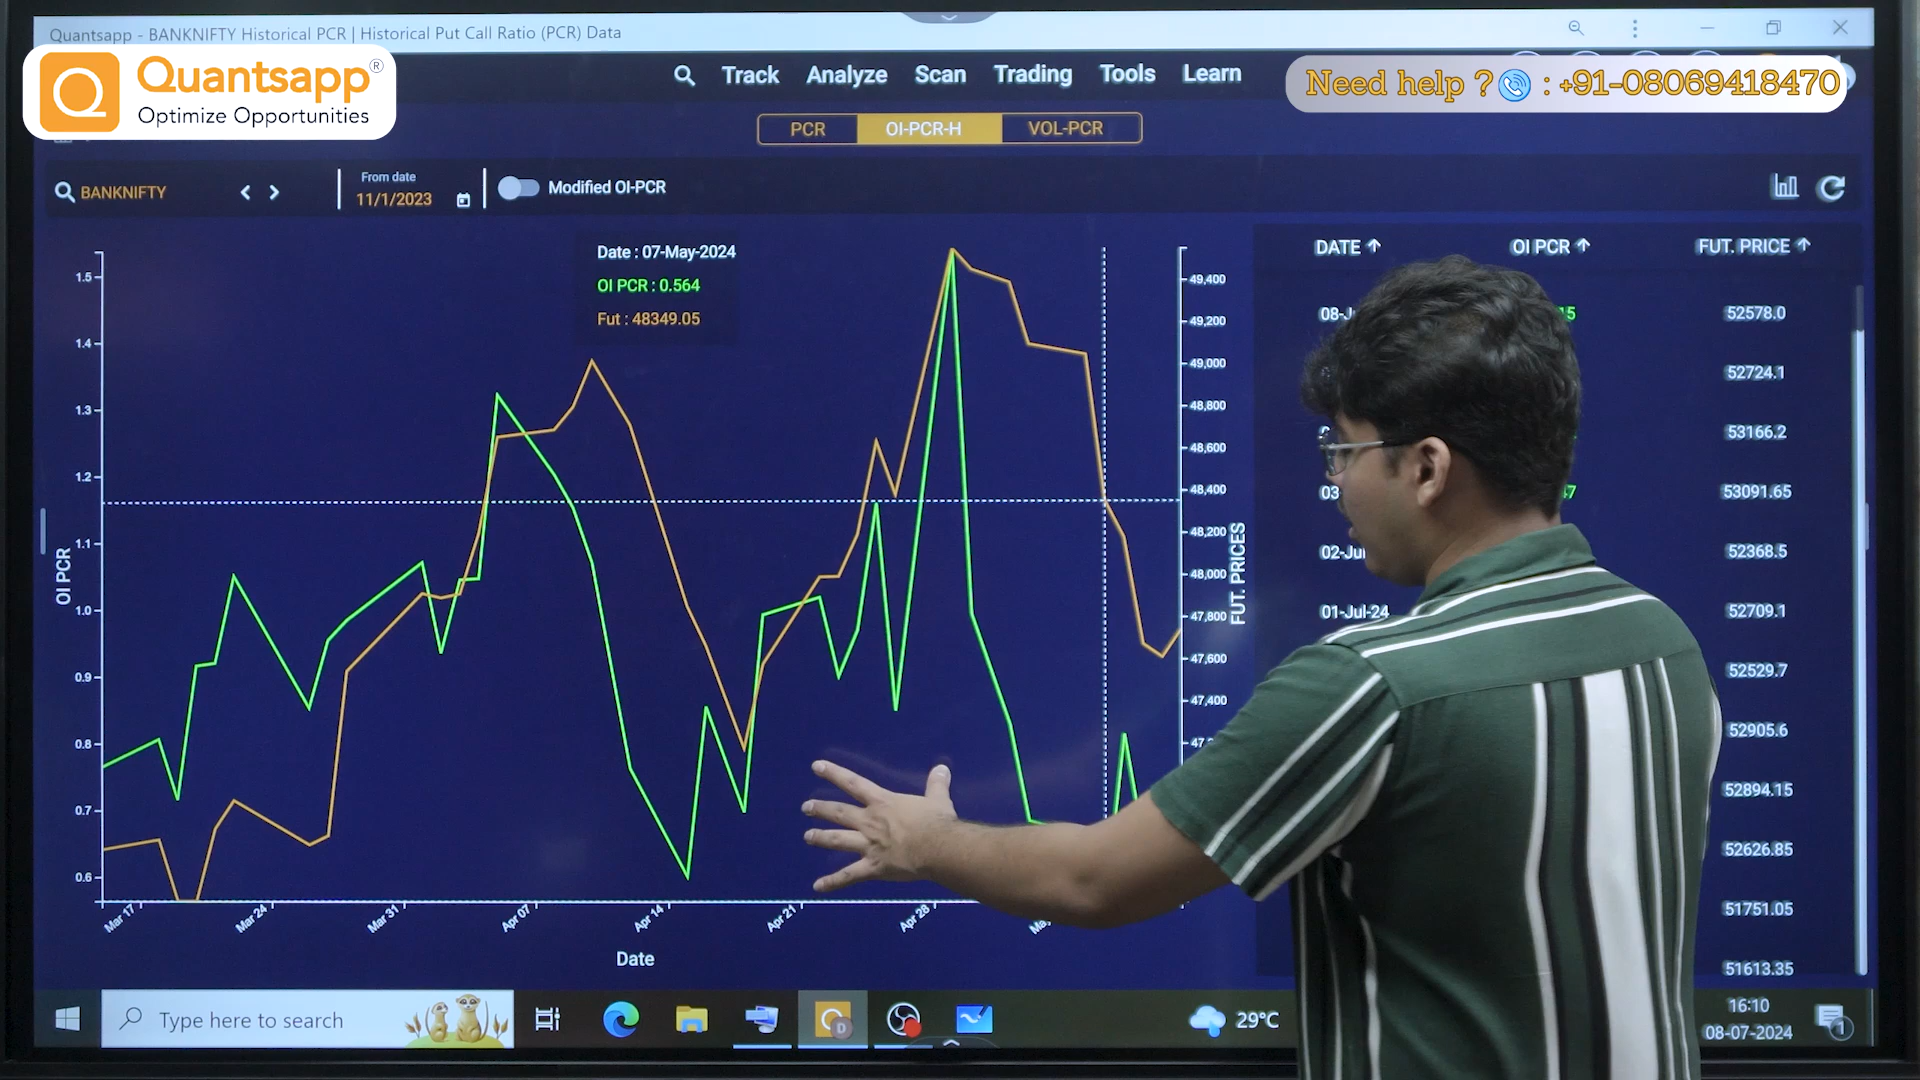 Quantsapp - BANKNIFTY Historical PCR | Historical Put Call Ratio (PCR) Data
Quantsapp®
Optimize Opportunities
Track Analyze Scan Trading Tools Learn
Need help ? : +91-08069418470
PCR OI-PCR-H VOL-PCR
BANKNIFTY
From date
11/1/2023
Modified OI-PCR
Date : 07-May-2024
OI PCR : 0.564
Fut : 48349.05
DATE OI PCR FUT. PRICE
1.5
1.4
1.3
1.2
1.1
1.0
0.9
0.8
0.7
0.6
OI PCR
49,400
49,200
49,000
48,800
48,600
48,400
48,200
48,000
47,800
47,600
47,400
FUT. PRICES
Mar 17 Mar 24 Mar 31 Apr 07 Apr 14 Apr 21 Apr 28
Date
52578.0
52724.1
53166.2
53091.65
52368.5
01-Jul-24 52709.1
52529.7
52905.6
52894.15
52626.85
51751.05
51613.35
Type here to search
29°C
16:10
08-07-2024
1